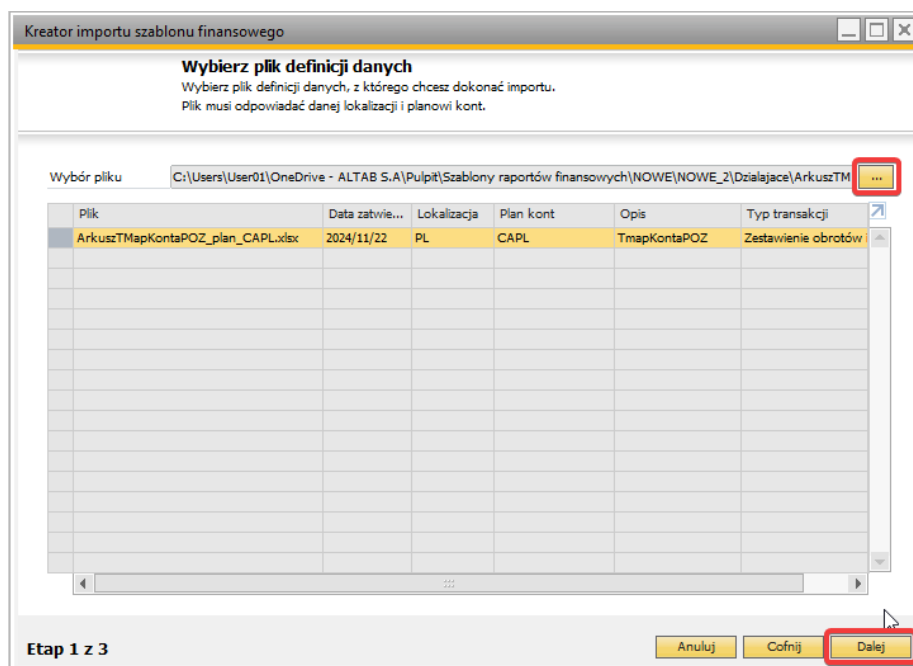 Kreator importu szablonu finansowego
Wybierz plik definicji danych
Wybierz plik definicji danych, z którego chcesz dokonać importu.
Plik musi odpowiadać danej lokalizacji i planowi kont.
Wybór pliku C:\Users\User01\OneDrive - ALTAB S.A\Pulpit\Szablony raportów finansowych\NOWE\NOWE_2\Dzialajace\ArkuszTM ...
Plik Data zatwie... Lokalizacja Plan kont Opis Typ transakcji
ArkuszTMapKontaPOZ_plan_CAPL.xlsx 2024/11/22 PL CAPL TmapKontaPOZ Zestawienie obrotów i
Etap 1 z 3 Anuluj Cofnij Dalej